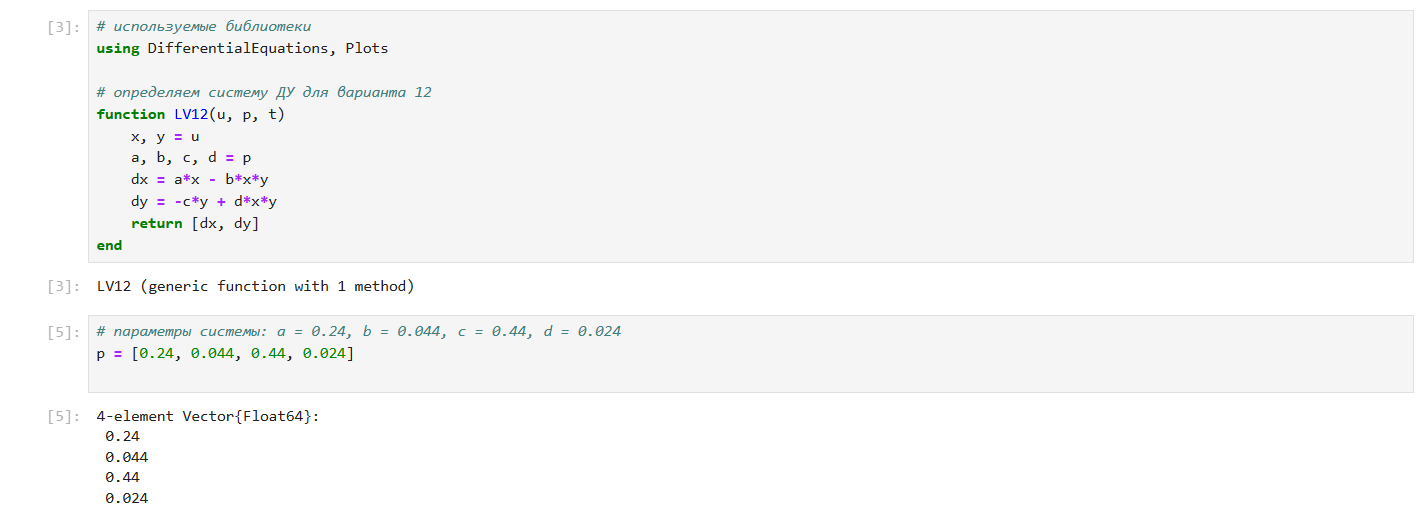 [3]: # используемые библиотеки
using DifferentialEquations, Plots
# определяем систему ДУ для варианта 12
function LV12(u, p, t)
    x, y = u
    a, b, c, d = p
    dx = a*x - b*x*y
    dy = -c*y + d*x*y
    return [dx, dy]
end
[3]: LV12 (generic function with 1 method)
[5]: # параметры системы: a = 0.24, b = 0.044, c = 0.44, d = 0.024
p = [0.24, 0.044, 0.44, 0.024]
[5]: 4-element Vector{Float64}:
 0.24
 0.044
 0.44
 0.024